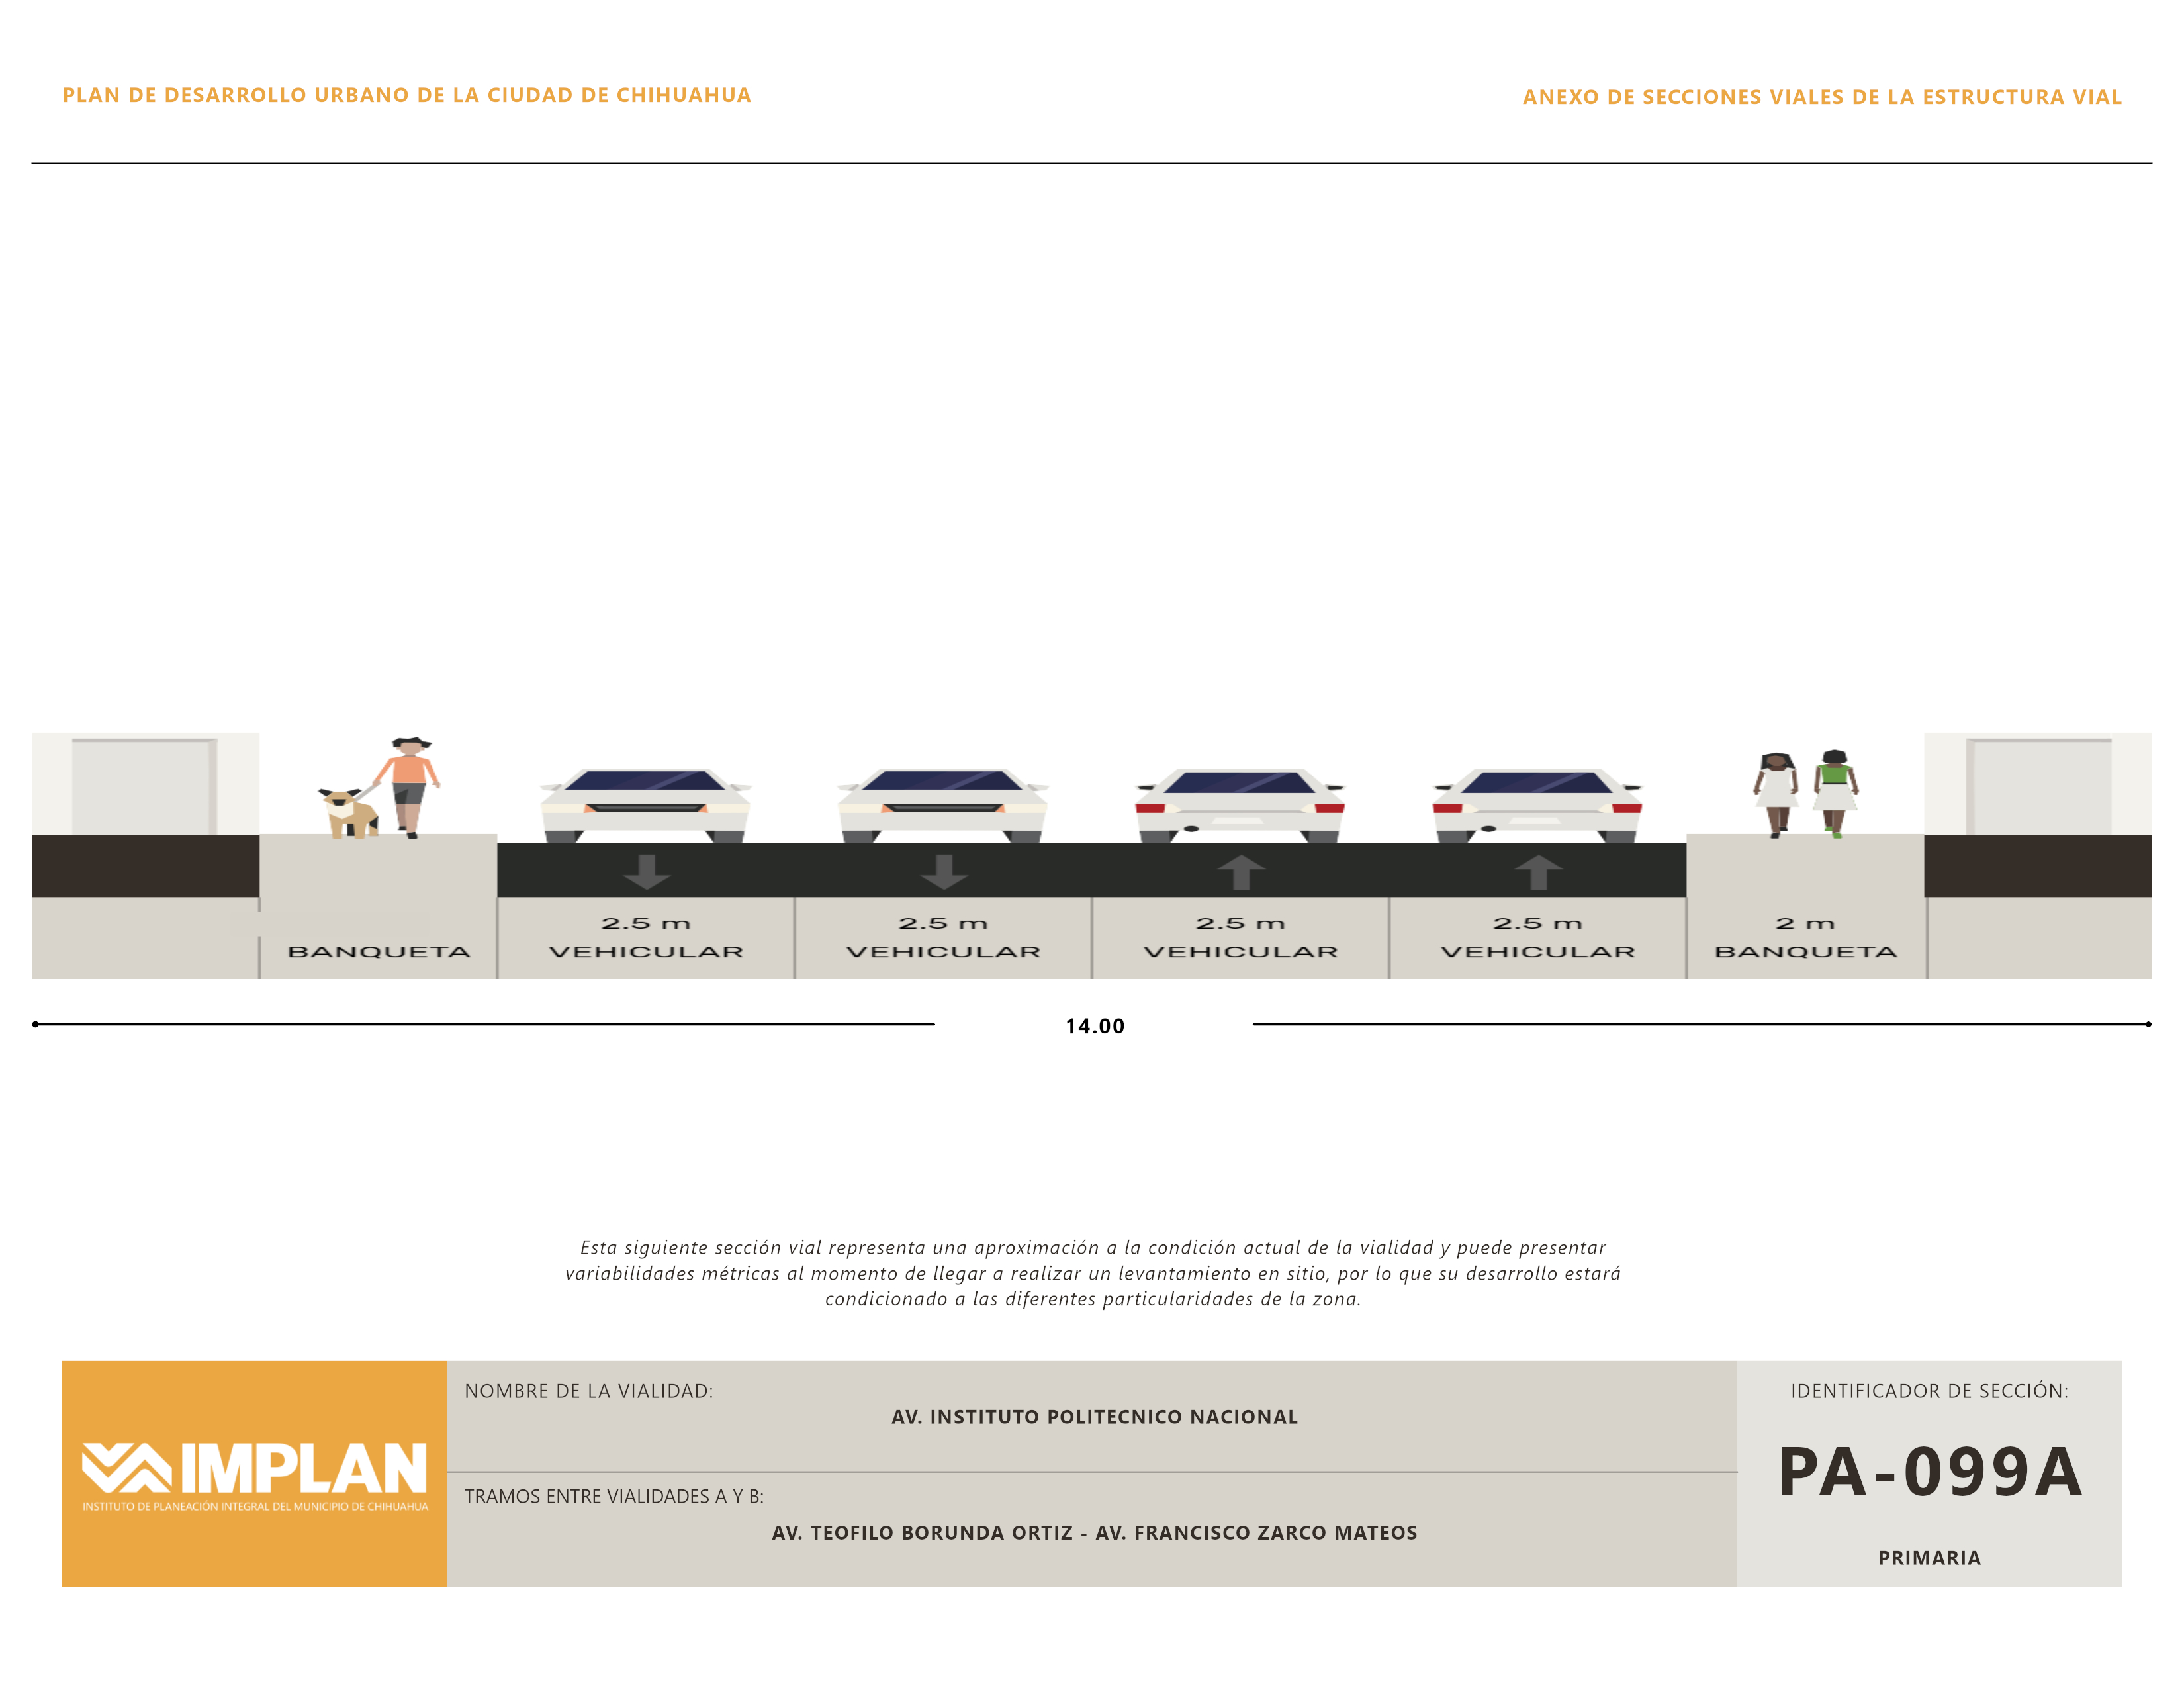 PLAN DE DESARROLLO URBANO DE LA CIUDAD DE CHIHUAHUA
ANEXO DE SECCIONES VIALES DE LA ESTRUCTURA VIAL
BANQUETA
2.5 m
VEHICULAR
2.5 m
VEHICULAR
2.5 m
VEHICULAR
2.5 m
VEHICULAR
2 m
BANQUETA
14.00
Esta siguiente sección vial representa una aproximación a la condición actual de la vialidad y puede presentar
variabilidades métricas al momento de llegar a realizar un levantamiento en sitio, por lo que su desarrollo estará
condicionado a las diferentes particularidades de la zona.
IMPLAN
INSTITUTO DE PLANEACIÓN INTEGRAL DEL MUNICIPIO DE CHIHUAHUA
NOMBRE DE LA VIALIDAD:
AV. INSTITUTO POLITECNICO NACIONAL
TRAMOS ENTRE VIALIDADES A Y B:
AV. TEOFILO BORUNDA ORTIZ - AV. FRANCISCO ZARCO MATEOS
IDENTIFICADOR DE SECCIÓN:
PA-099A
PRIMARIA